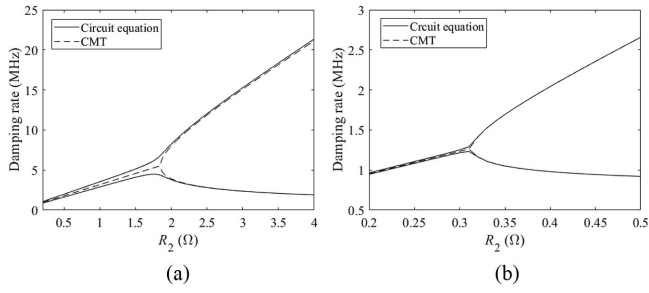 25
20
15
10
5
0
Damping rate (MHz)
Circuit equation
CMT
0.5 1 1.5 2 2.5 3 3.5 4
R2 (Ω)
(a)
3
2.5
2
1.5
1
0.5
Damping rate (MHz)
Circuit equation
CMT
0.2 0.25 0.3 0.35 0.4 0.45 0.5
R2 (Ω)
(b)